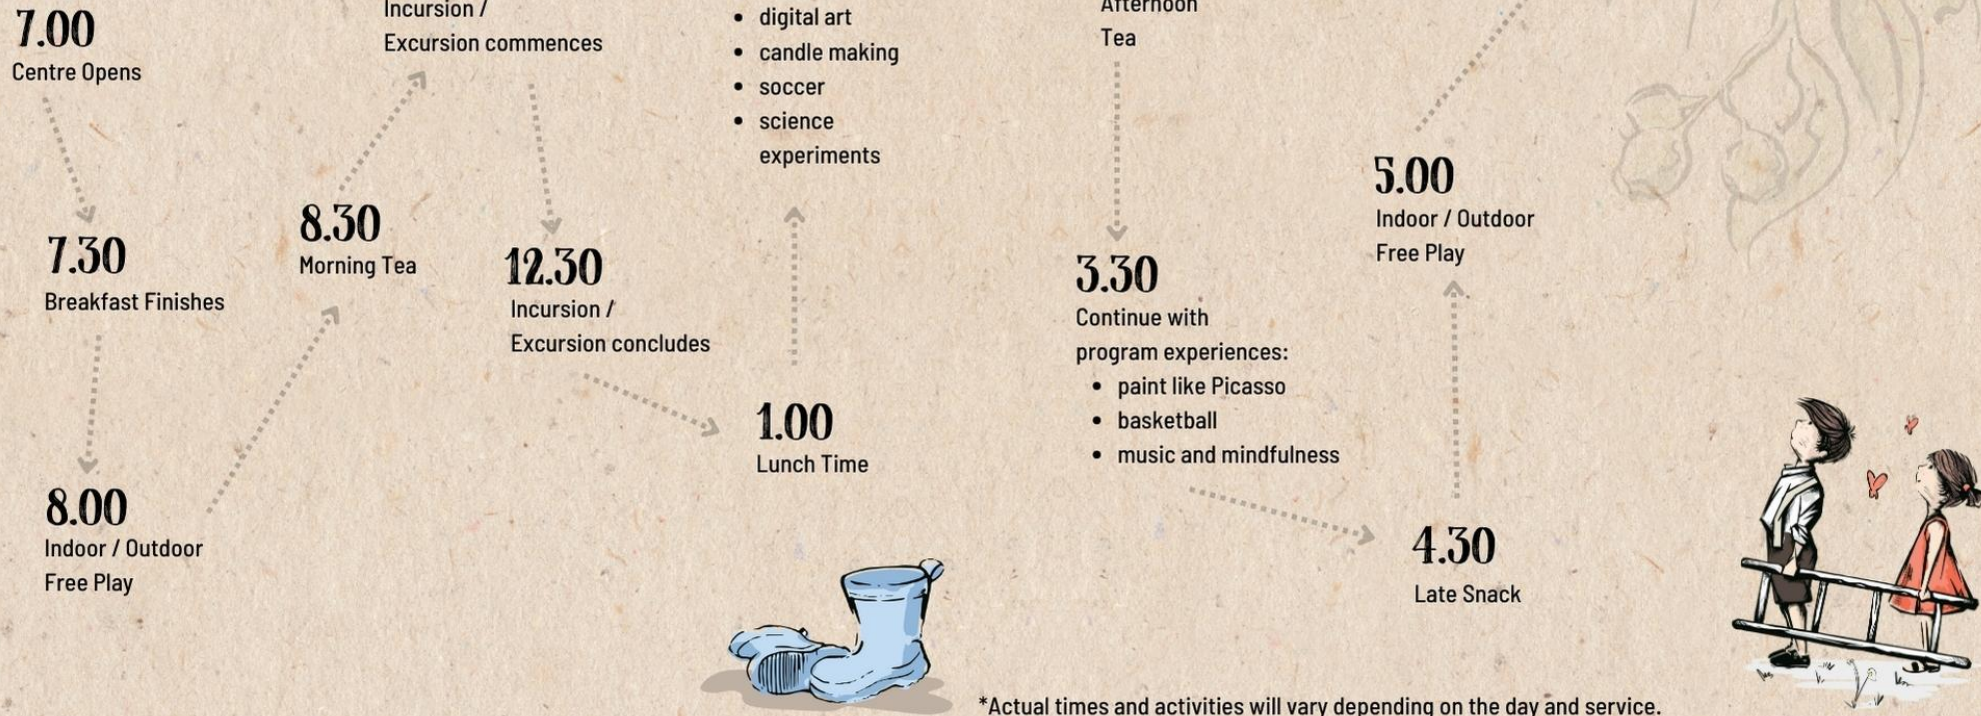 7.00
Centre Opens
7.30
Breakfast Finishes
8.00
Indoor / Outdoor
Free Play
8.30
Morning Tea
Incursion /
Excursion commences
12.30
Incursion /
Excursion concludes
1.00
Lunch Time
• digital art
• candle making
• soccer
• science
experiments
Afternoon
Tea
3.30
Continue with
program experiences:
• paint like Picasso
• basketball
• music and mindfulness
4.30
Late Snack
5.00
Indoor / Outdoor
Free Play
*Actual times and activities will vary depending on the day and service.